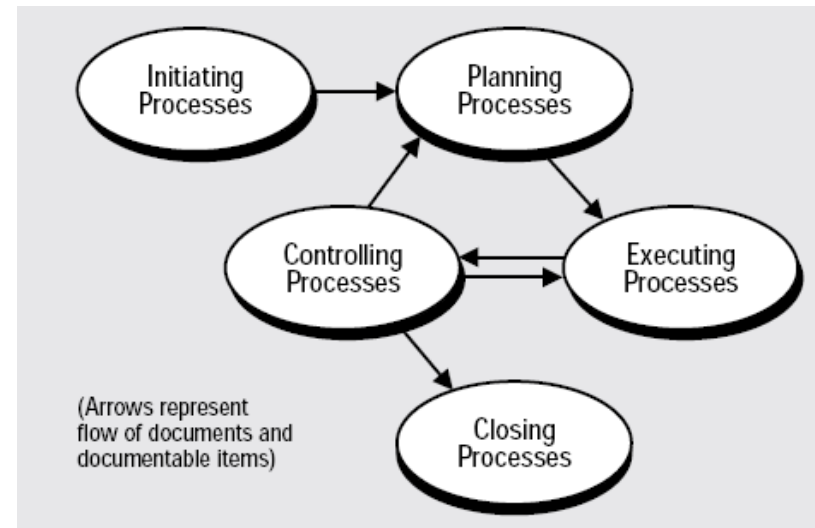 Initiating
Processes
Planning
Processes
Controlling
Processes
Executing
Processes
(Arrows represent
flow of documents and
documentable items)
Closing
Processes